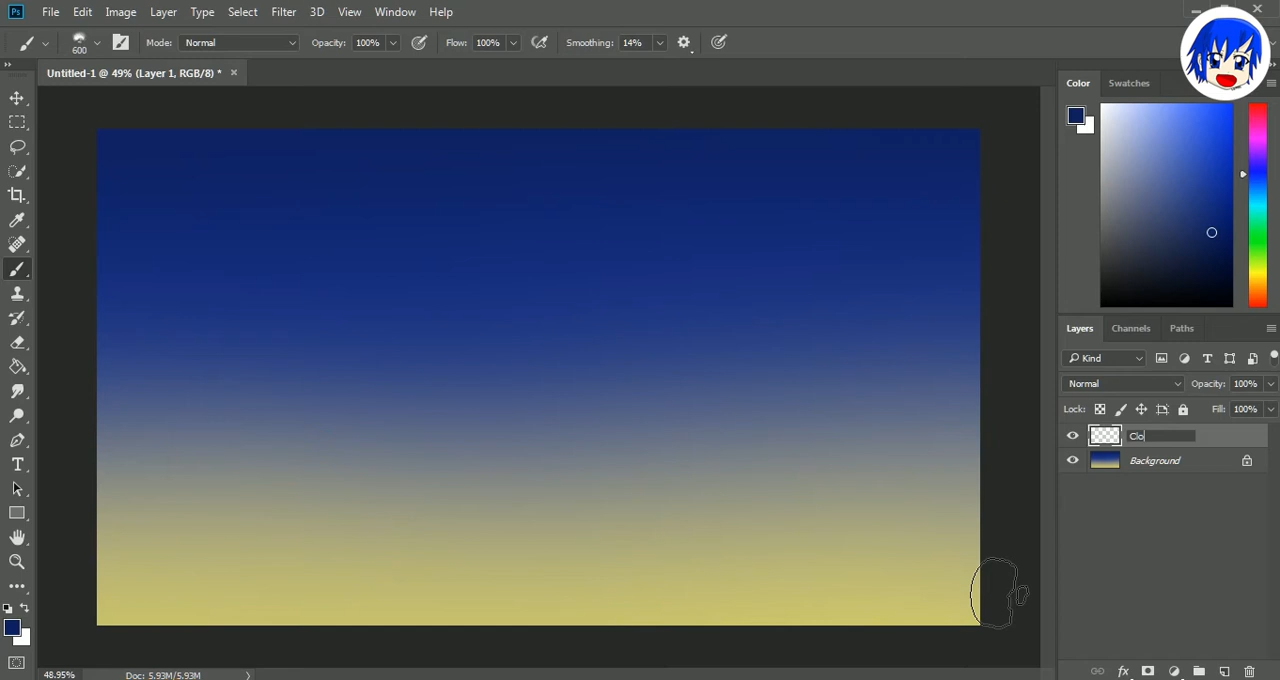 Ps File Edit Image Layer Type Select Filter 3D View Window Help
600 Mode: Normal Opacity: 100% Flow: 100% Smoothing: 14%
Untitled-1 @ 49% (Layer 1, RGB/8) * ×
Color Swatches
Layers Channels Paths
Kind
Normal Opacity: 100%
Lock: Fill: 100%
Clo
Background
48.95% Doc: 5.93M/5.93M